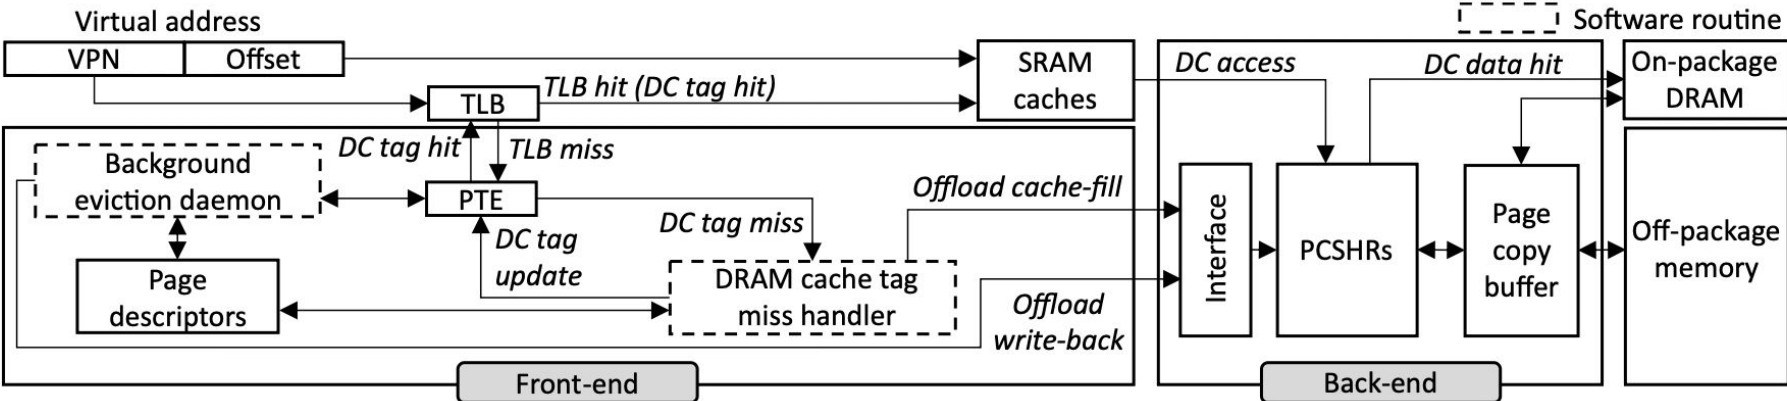 Virtual address
VPN
Offset
TLB
TLB hit (DC tag hit)
SRAM
caches
DC access
DC data hit
Software routine
On-package
DRAM
DC tag hit
TLB miss
Background
eviction daemon
PTE
DC tag miss
DC tag
update
Page
descriptors
DRAM cache tag
miss handler
Offload cache-fill
Offload
write-back
Interface
PCSHRs
Page
copy
buffer
Off-package
memory
Front-end
Back-end